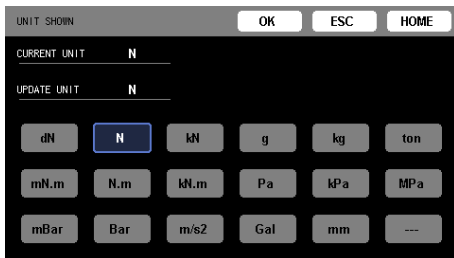 UNIT SHOWN OK ESC HOME
CURRENT UNIT N
UPDATE UNIT N
dN N kN g kg ton
mN.m N.m kN.m Pa kPa MPa
mBar Bar m/s2 Gal mm ---